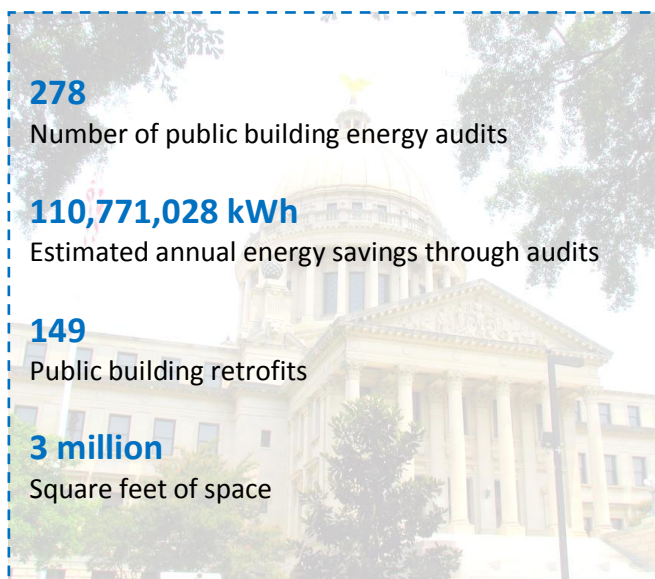 278
Number of public building energy audits
110,771,028 kWh
Estimated annual energy savings through audits
149
Public building retrofits
3 million
Square feet of space